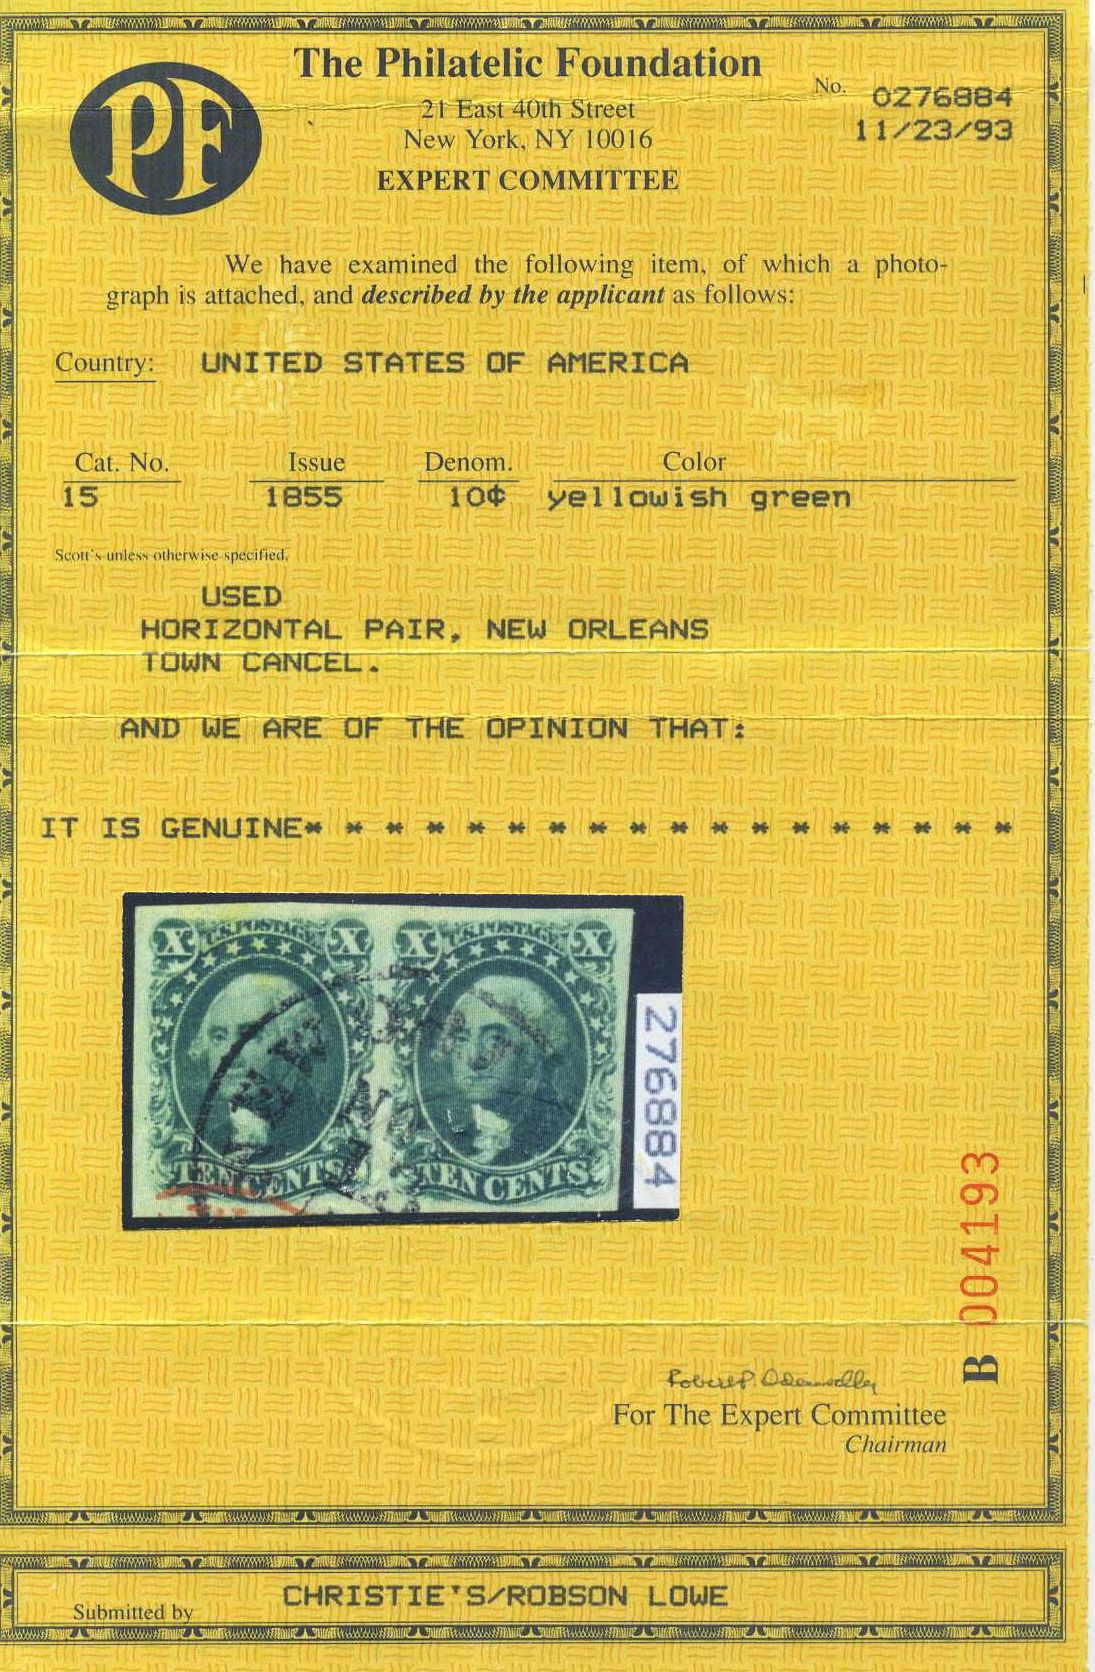 PF
The Philatelic Foundation
21 East 40th Street
New York, NY 10016
EXPERT COMMITTEE
No. 0276884
11/23/93
We have examined the following item, of which a photo-
graph is attached, and described by the applicant as follows:
Country: UNITED STATES OF AMERICA
Cat. No. Issue Denom. Color
15 1855 10¢ yellowish green
Scott's unless otherwise specified.
USED
HORIZONTAL PAIR, NEW ORLEANS
TOWN CANCEL.
AND WE ARE OF THE OPINION THAT:
IT IS GENUINE* * * * * * * * * * * * * * * * * *
X U.S. POSTAGE X X U.S. POSTAGE X
TEN CENTS TEN CENTS
276884
B 004193
Robert P.
For The Expert Committee
Chairman
Submitted by CHRISTIE'S/ROBSON LOWE